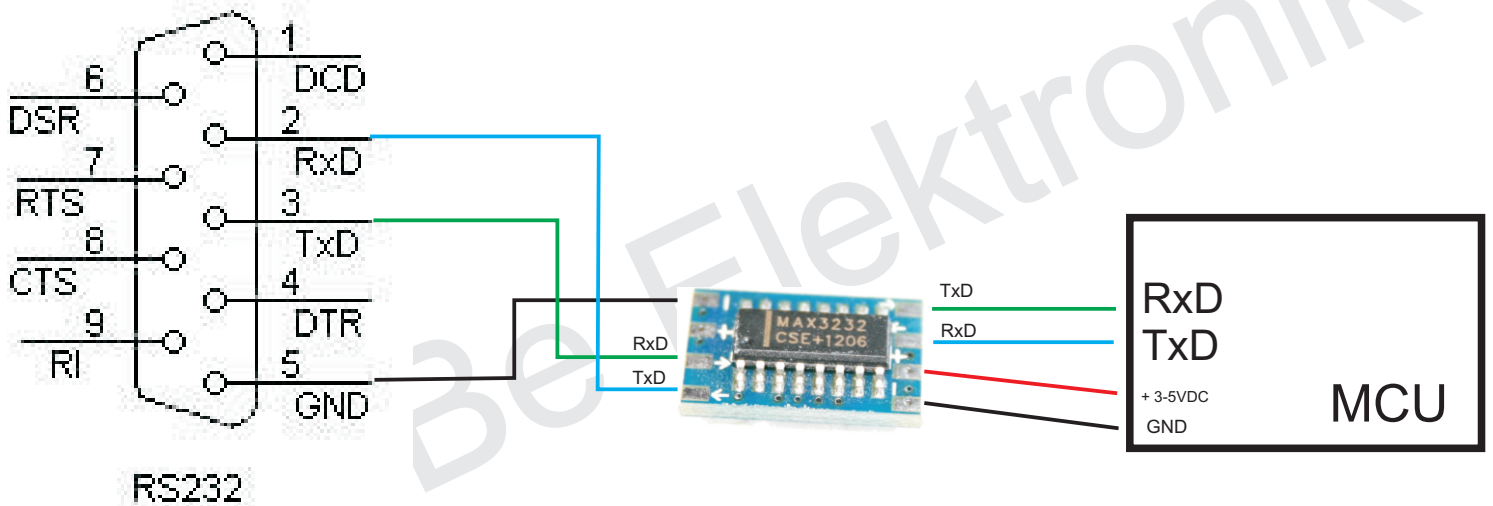 1
DCD
6
DSR
2
RxD
7
RTS
3
TxD
8
CTS
4
DTR
9
RI
5
GND
RS232
RxD
TxD
MAX3232
CSE+1206
TxD
RxD
RxD
TxD
+ 3-5VDC
GND
MCU
Be Elektronik